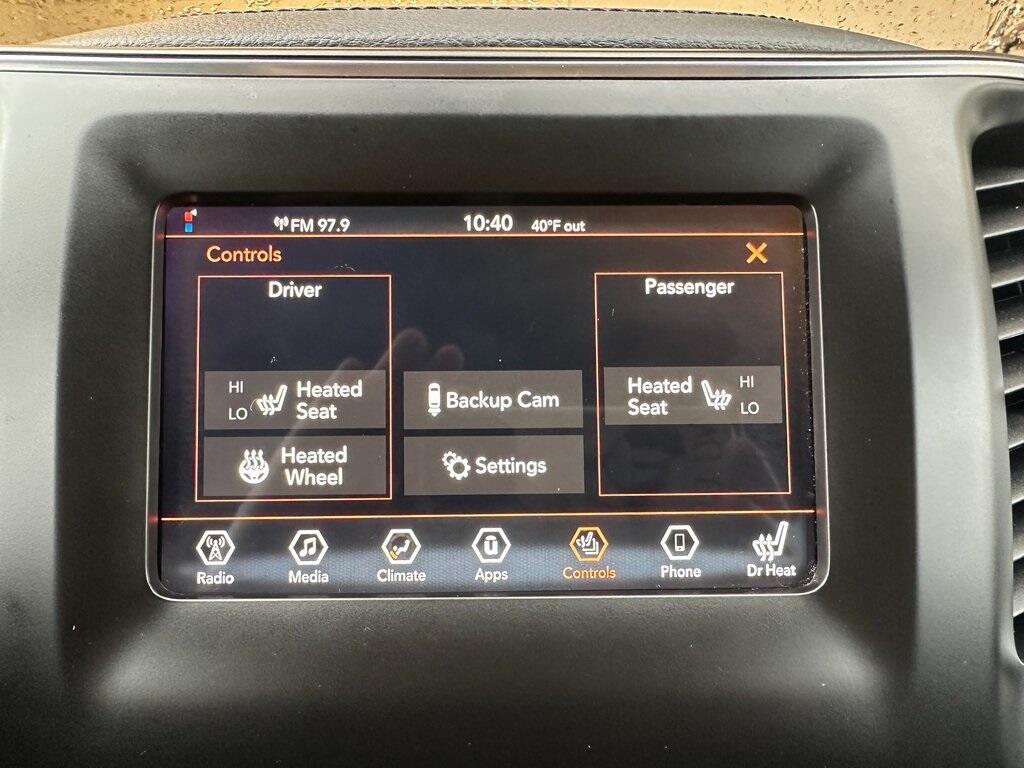 FM 97.9 10:40 40°F out
Controls
Driver
Passenger
HI
LO
Heated
Seat
Backup Cam
Heated
Seat
HI
LO
Heated
Wheel
Settings
Radio Media Climate Apps Controls Phone Dr Heat